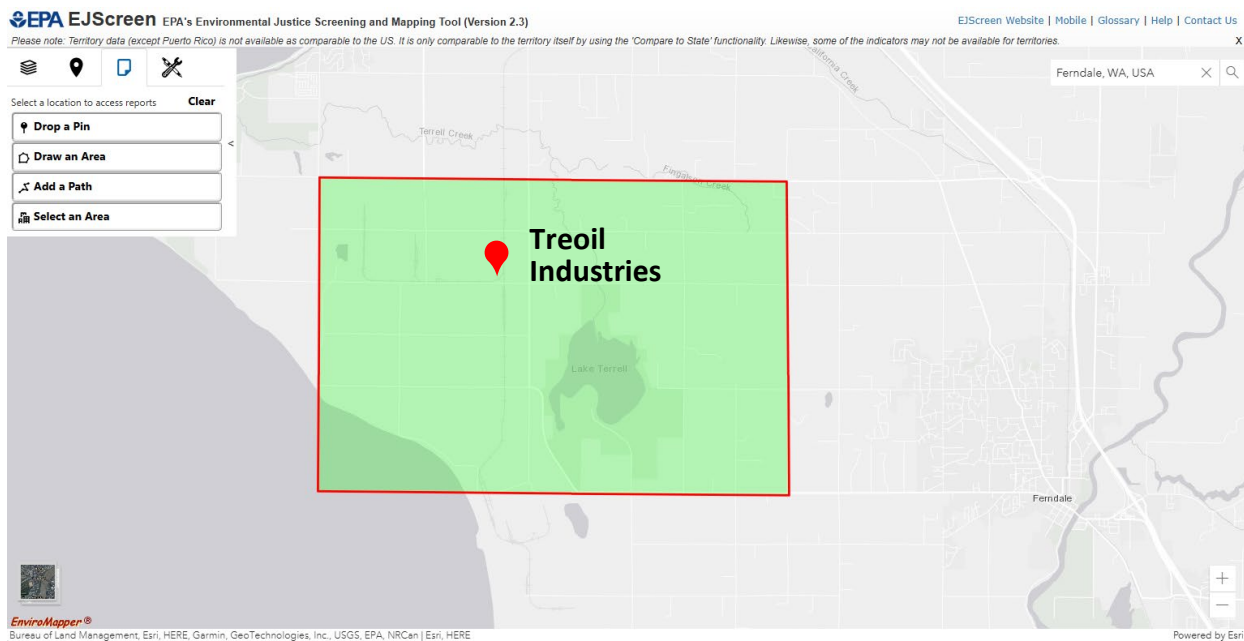 EPA EJScreen EPA's Environmental Justice Screening and Mapping Tool (Version 2.3)
EJScreen Website | Mobile | Glossary | Help | Contact Us
Please note: Territory data (except Puerto Rico) is not available as comparable to the US. It is only comparable to the territory itself by using the 'Compare to State' functionality. Likewise, some of the indicators may not be available for territories. X
Ferndale, WA, USA
Select a location to access reports Clear
Drop a Pin
<
Draw an Area
Add a Path
Select an Area
California Creek
Terrell Creek
Fingalson Creek
Treoil
Industries
Lake Terrell
Ferndale
+
−
EnviroMapper ®
Bureau of Land Management, Esri, HERE, Garmin, GeoTechnologies, Inc., USGS, EPA, NRCan | Esri, HERE
Powered by Esri